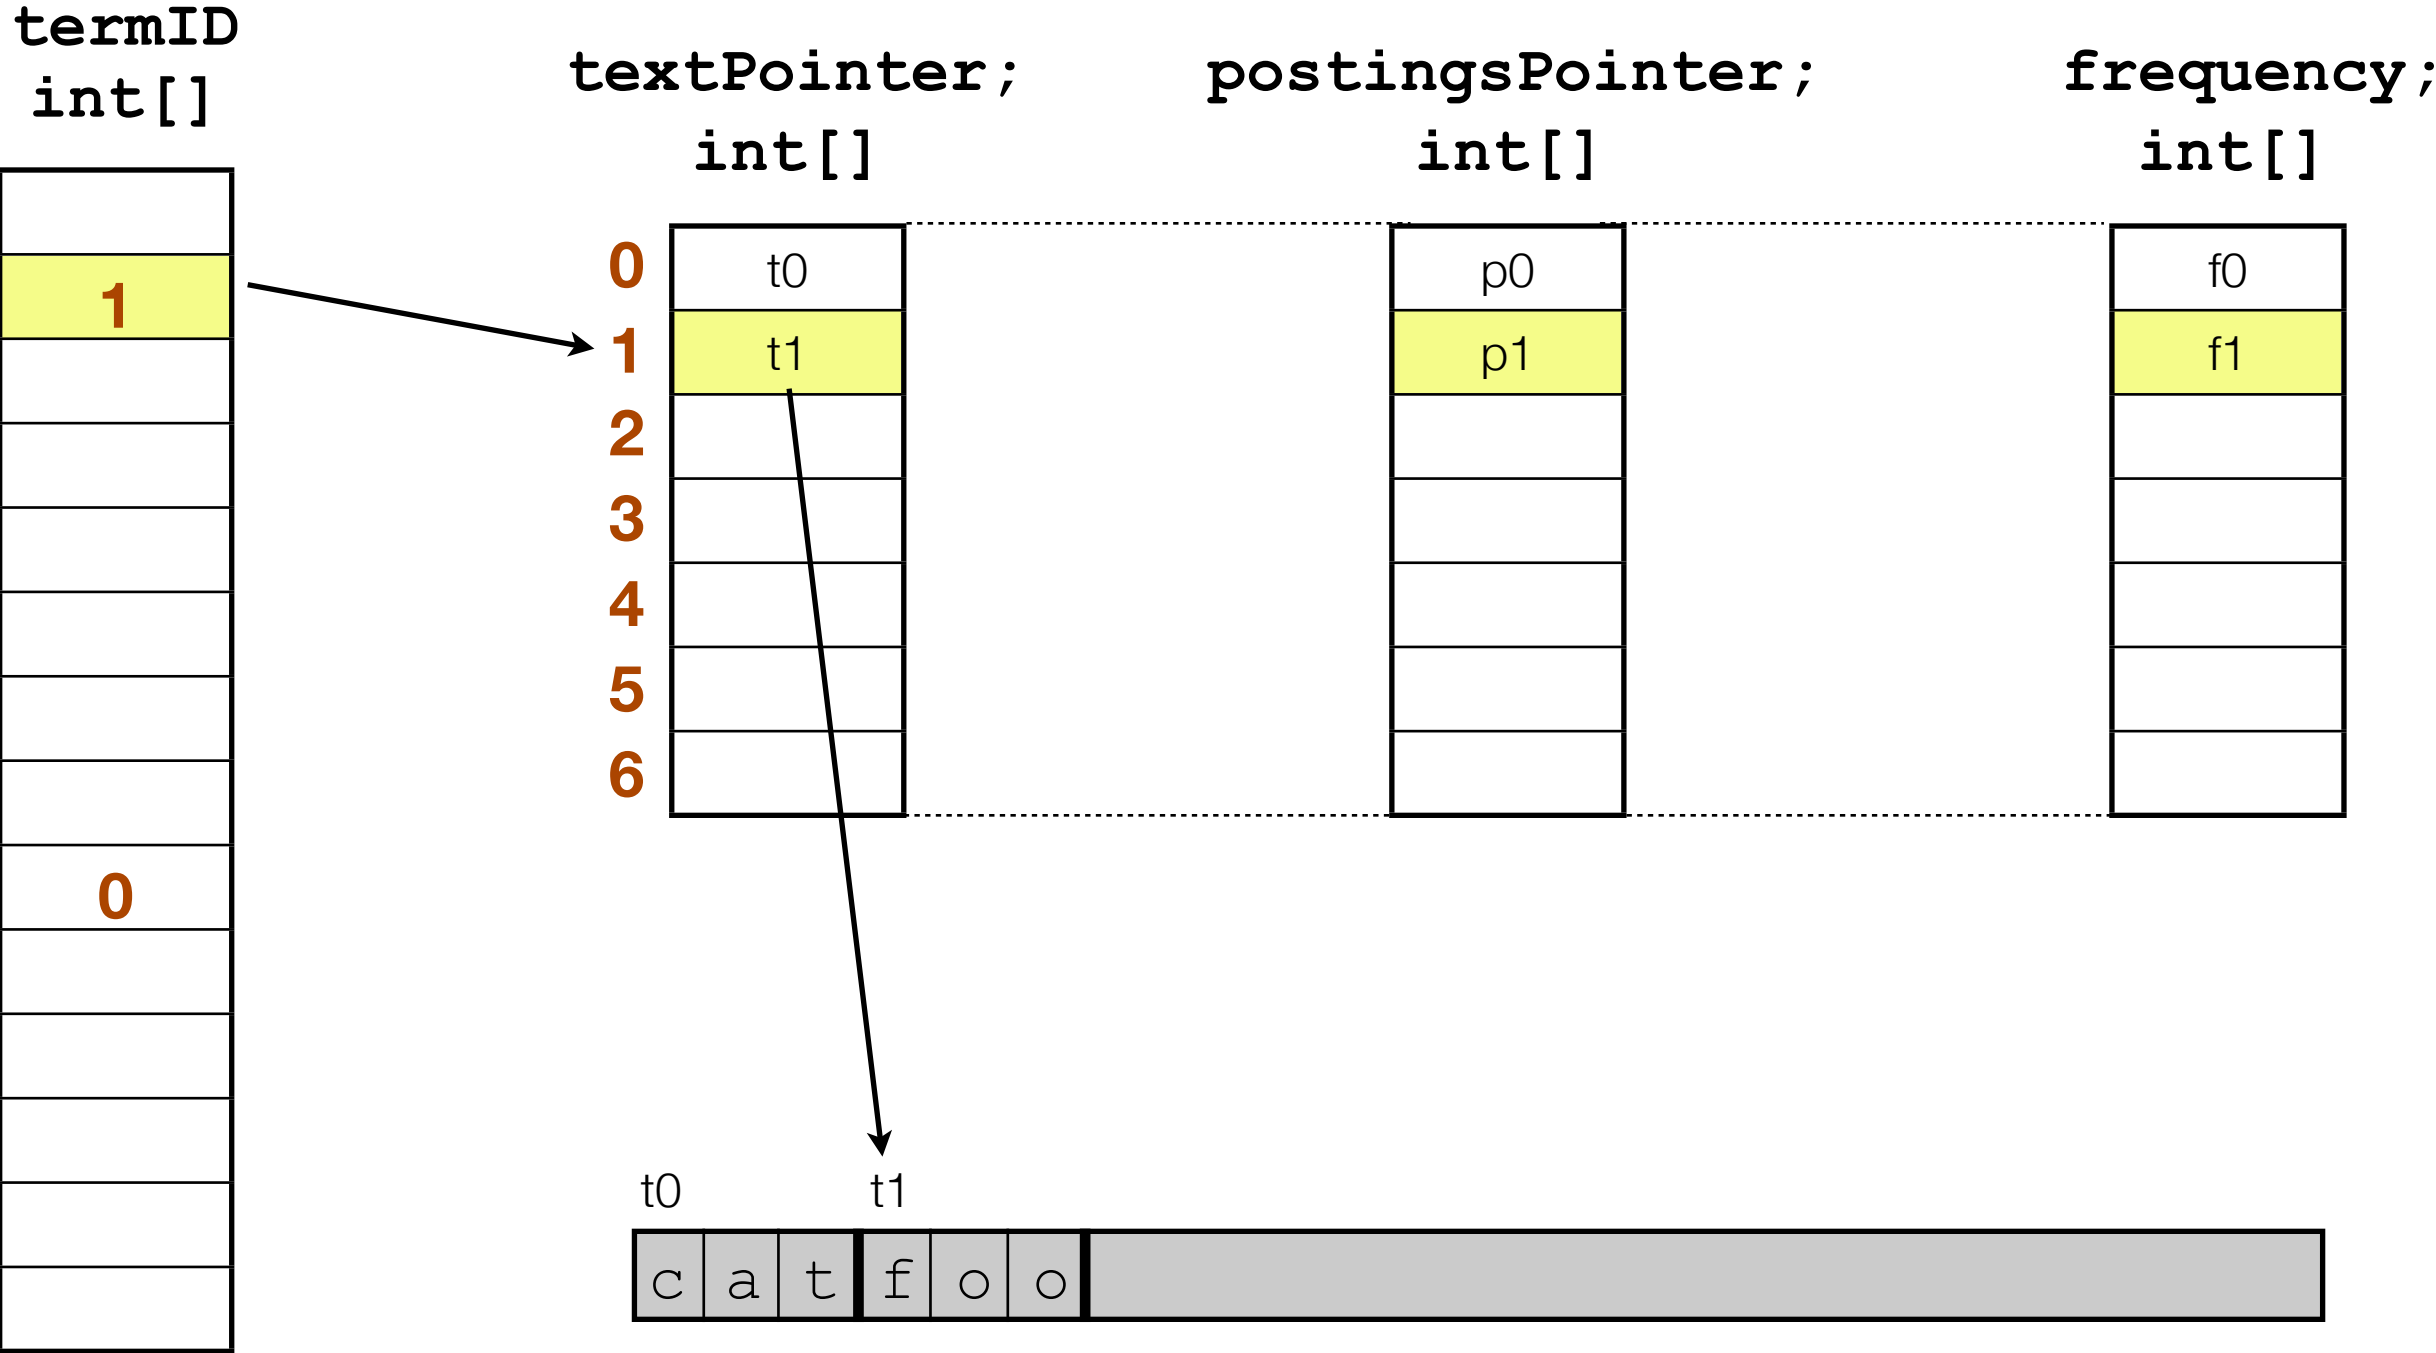 termID
int[]
textPointer;
int[]
postingsPointer;
int[]
frequency;
int[]
1
0
0 t0 p0 f0
1 t1 p1 f1
2
3
4
5
6
t0 t1
c a t f o o